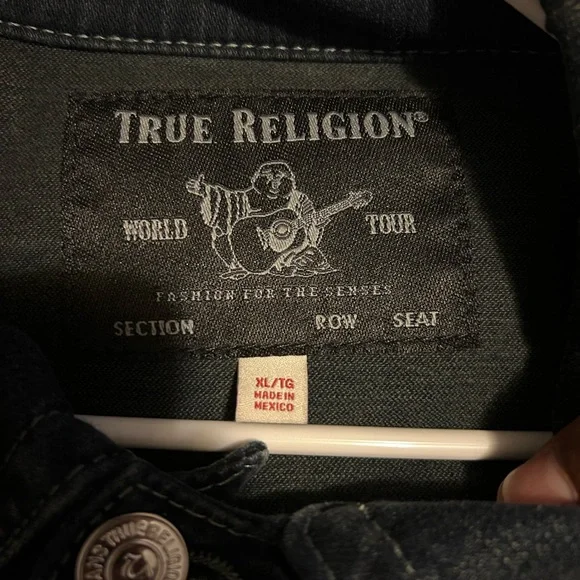 TRUE RELIGION®
WORLD TOUR
FASHION FOR THE SENSES
SECTION ROW SEAT
XL/TG
MADE IN
MEXICO